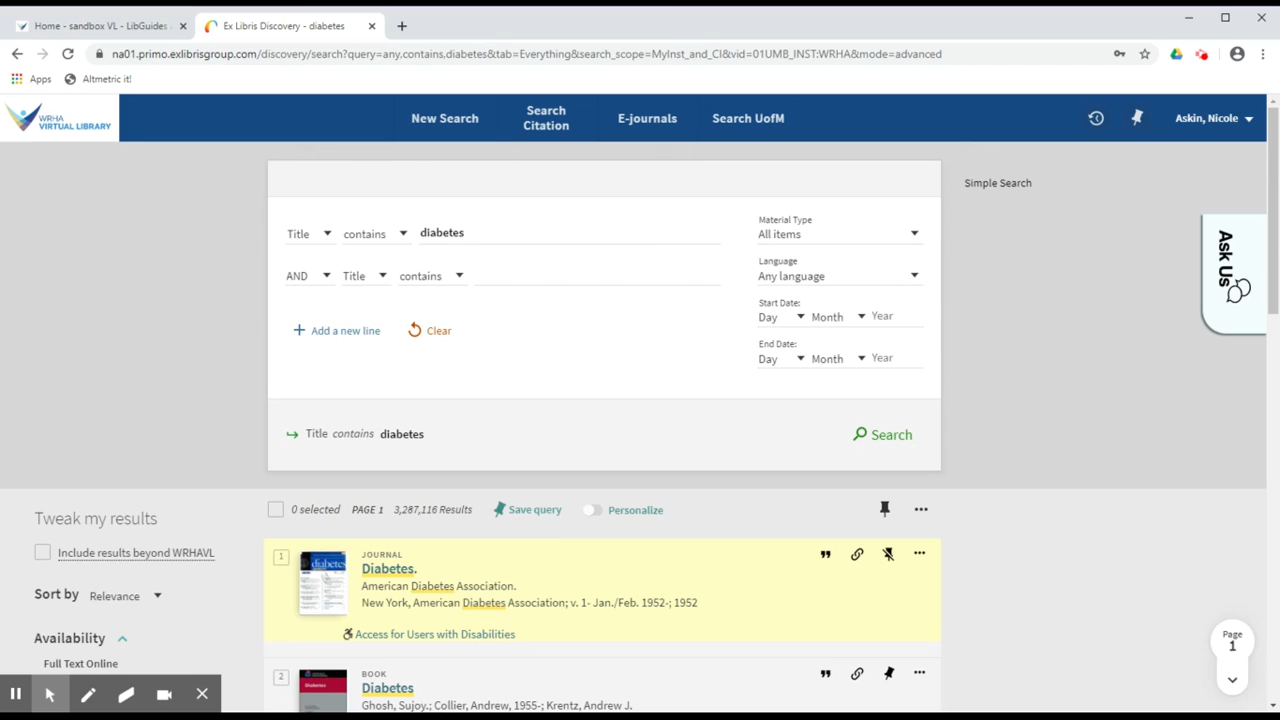 Home - sandbox VL - LibGuides
Ex Libris Discovery - diabetes
na01.primo.exlibrisgroup.com/discovery/search?query=any,contains,diabetes&tab=Everything&search_scope=MyInst_and_CI&vid=01UMB_INST:WRHA&mode=advanced
Apps Altmetric it!
WRHA
VIRTUAL LIBRARY
New Search
Search
Citation
E-journals
Search UofM
Askin, Nicole
Simple Search
Title contains diabetes
AND Title contains
+ Add a new line Clear
Material Type
All items
Language
Any language
Start Date:
Day Month Year
End Date:
Day Month Year
Title contains diabetes
Search
Ask Us
Tweak my results
Include results beyond WRHAVL
Sort by Relevance
Availability
Full Text Online
0 selected PAGE 1 3,287,116 Results Save query Personalize
1
JOURNAL
Diabetes.
American Diabetes Association.
New York, American Diabetes Association; v. 1- Jan./Feb. 1952-; 1952
Access for Users with Disabilities
2
BOOK
Diabetes
Ghosh, Sujoy.; Collier, Andrew, 1955-; Krentz, Andrew J.
Page
1